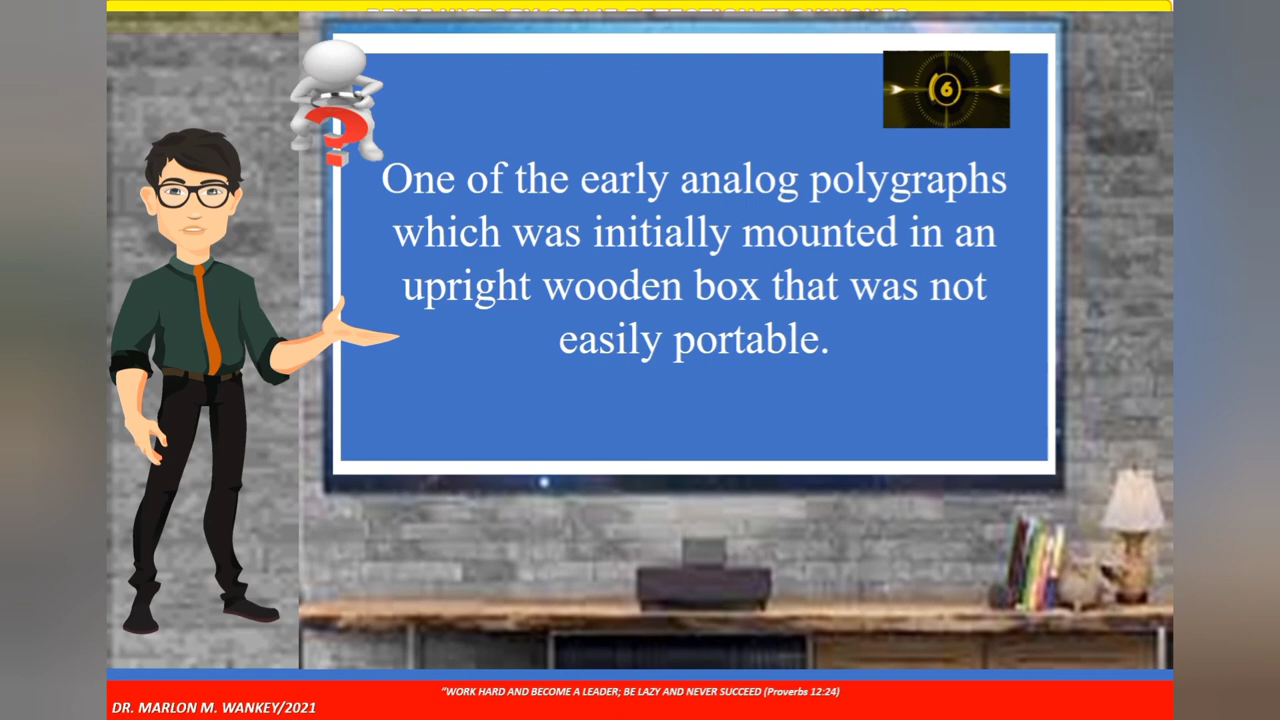 6
?
One of the early analog polygraphs
which was initially mounted in an
upright wooden box that was not
easily portable.
"WORK HARD AND BECOME A LEADER; BE LAZY AND NEVER SUCCEED (Proverbs 12:24)
DR. MARLON M. WANKEY/2021